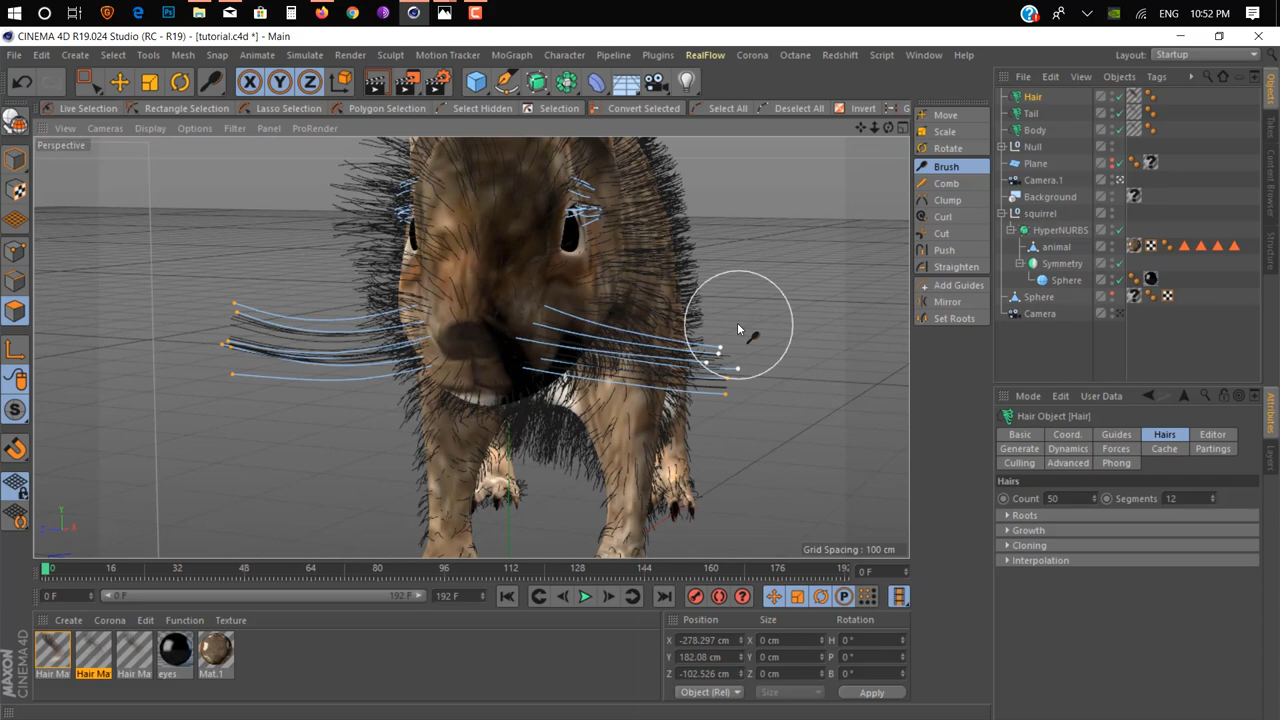 ENG 10:52 PM
CINEMA 4D R19.024 Studio (RC - R19) - [tutorial.c4d *] - Main
File Edit Create Select Tools Mesh Snap Animate Simulate Render Sculpt Motion Tracker MoGraph Character Pipeline Plugins RealFlow Corona Octane Redshift Script Window Help Layout: Startup
X Y Z
File Edit View Objects Tags
Live Selection Rectangle Selection Lasso Selection Polygon Selection Select Hidden Selection Converted Selected Select All Deselect All Invert G
View Cameras Display Options Filter Panel ProRender
Perspective
Move
Scale
Rotate
Brush
Comb
Clump
Curl
Cut
Push
Straighten
Add Guides
Mirror
Set Roots
Hair
Tail
Body
Null
Plane
Camera.1
Background
squirrel
HyperNURBS
animal
Symmetry
Sphere
Sphere
Camera
Objects
Takes
Content Browser
Structure
Mode Edit User Data
Hair Object [Hair]
Basic Coord. Guides Hairs Editor
Generate Dynamics Forces Cache Partings
Culling Advanced Phong
Hairs
Count 50 Segments 12
Roots
Growth
Cloning
Interpolation
Attributes
Layers
Y
Z X
Grid Spacing : 100 cm
0 16 32 48 64 80 96 112 128 144 160 176 192 0 F
0 F 0 F 192 F 192 F
Create Corona Edit Function Texture
Hair Ma Hair Ma Hair Ma eyes Mat.1
Position Size Rotation
X -278.297 cm X 0 cm H 0 °
Y 182.08 cm Y 0 cm P 0 °
Z -102.526 cm Z 0 cm B 0 °
Object (Rel) Size Apply
MAXON CINEMA 4D